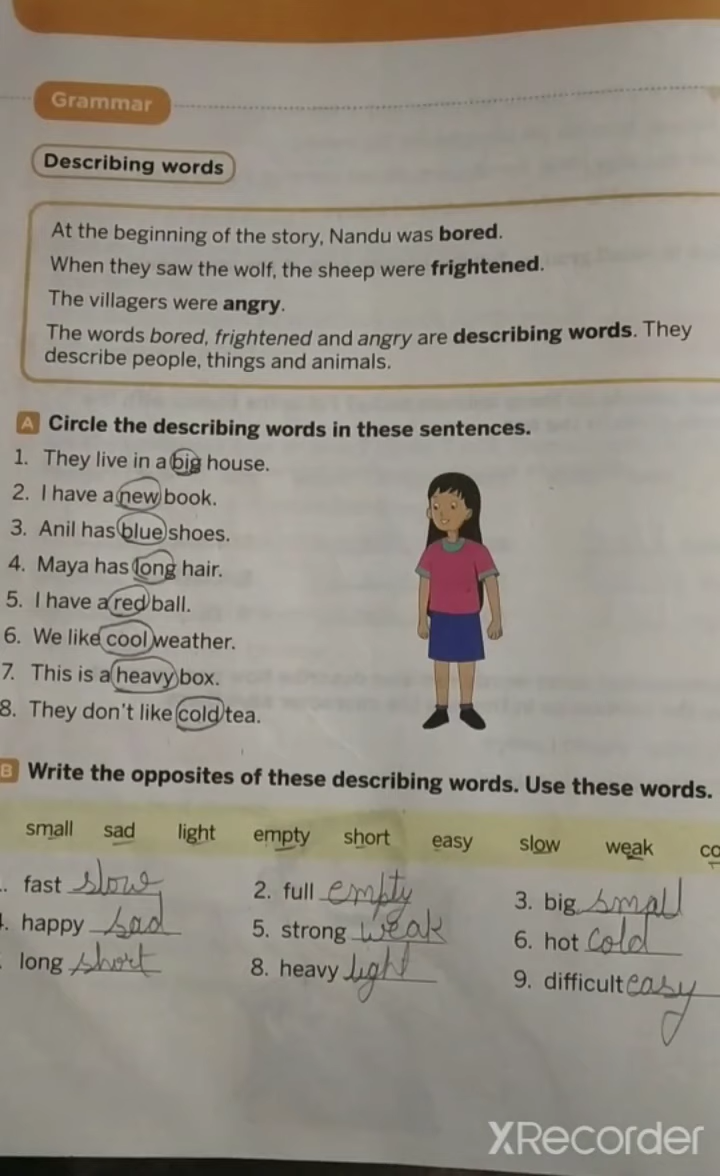 Grammar
Describing words
At the beginning of the story, Nandu was bored.
When they saw the wolf, the sheep were frightened.
The villagers were angry.
The words bored, frightened and angry are describing words. They
describe people, things and animals.
A Circle the describing words in these sentences.
1. They live in a big house.
2. I have a new book.
3. Anil has blue shoes.
4. Maya has long hair.
5. I have a red ball.
6. We like cool weather.
7. This is a heavy box.
8. They don't like cold tea.
B Write the opposites of these describing words. Use these words.
small sad light empty short easy slow weak co
. fast slow 2. full empty 3. big small
. happy sad 5. strong weak 6. hot cold
long short 8. heavy light 9. difficult easy
XRecorder